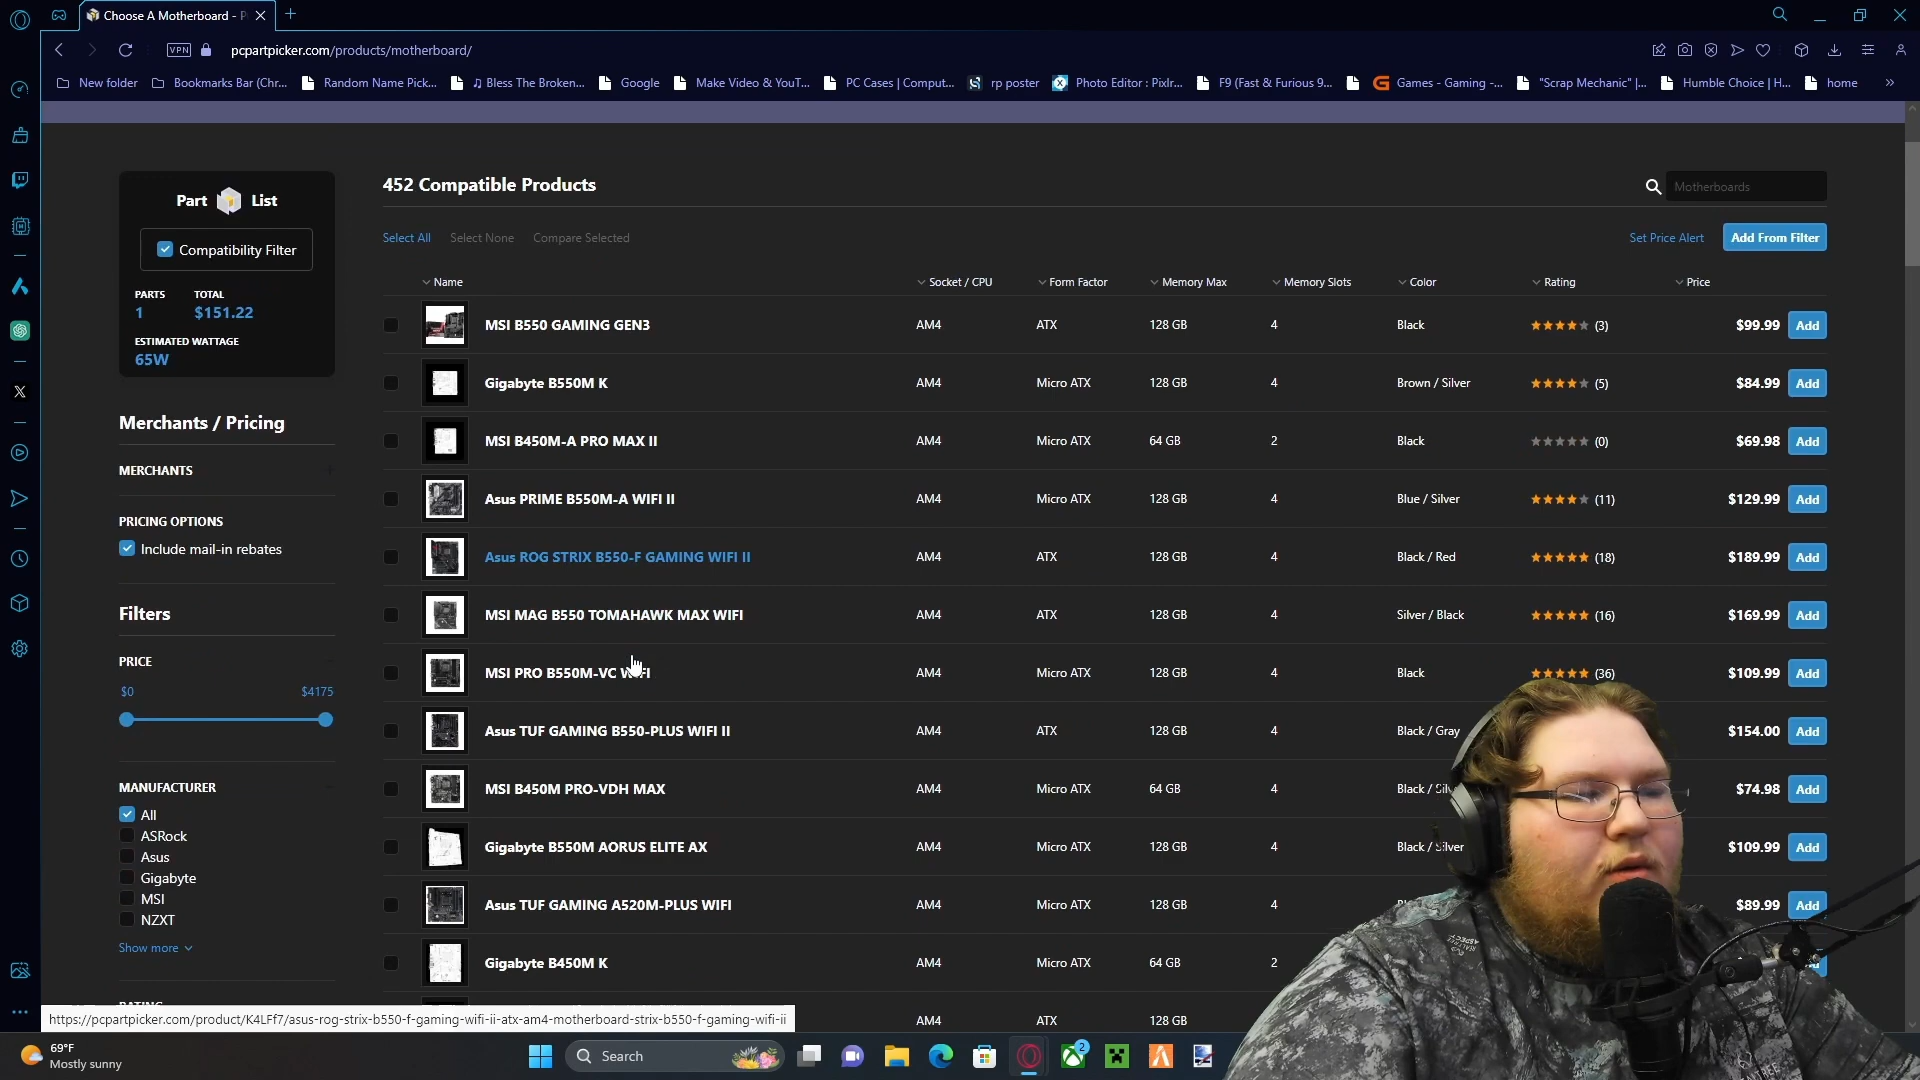 Choose A Motherboard - P
VPN
pcpartpicker.com/products/motherboard/
New folder
Bookmarks Bar (Chr...
Random Name Pick...
♫ Bless The Broken...
Google
Make Video & YouT...
PC Cases | Comput...
rp poster
Photo Editor : Pixlr...
F9 (Fast & Furious 9...
Games - Gaming -...
"Scrap Mechanic" |...
Humble Choice | H...
home
»
Part List
Compatibility Filter
PARTS TOTAL
1 $151.22
ESTIMATED WATTAGE
65W
Merchants / Pricing
MERCHANTS
PRICING OPTIONS
Include mail-in rebates
Filters
PRICE
$0 $4175
MANUFACTURER
All
ASRock
Asus
Gigabyte
MSI
NZXT
Show more
RATING
452 Compatible Products
Motherboards
Select All Select None Compare Selected
Set Price Alert Add From Filter
Name Socket / CPU Form Factor Memory Max Memory Slots Color Rating Price
MSI B550 GAMING GEN3 AM4 ATX 128 GB 4 Black (3) $99.99 Add
Gigabyte B550M K AM4 Micro ATX 128 GB 4 Brown / Silver (5) $84.99 Add
MSI B450M-A PRO MAX II AM4 Micro ATX 64 GB 2 Black (0) $69.98 Add
Asus PRIME B550M-A WIFI II AM4 Micro ATX 128 GB 4 Blue / Silver (11) $129.99 Add
Asus ROG STRIX B550-F GAMING WIFI II AM4 ATX 128 GB 4 Black / Red (18) $189.99 Add
MSI MAG B550 TOMAHAWK MAX WIFI AM4 ATX 128 GB 4 Silver / Black (16) $169.99 Add
MSI PRO B550M-VC WIFI AM4 Micro ATX 128 GB 4 Black (36) $109.99 Add
Asus TUF GAMING B550-PLUS WIFI II AM4 ATX 128 GB 4 Black / Gray $154.00 Add
MSI B450M PRO-VDH MAX AM4 Micro ATX 64 GB 4 Black / $74.98 Add
Gigabyte B550M AORUS ELITE AX AM4 Micro ATX 128 GB 4 Black / Silver $109.99 Add
Asus TUF GAMING A520M-PLUS WIFI AM4 Micro ATX 128 GB 4 $89.99 Add
Gigabyte B450M K AM4 Micro ATX 64 GB 2
AM4 ATX 128 GB
https://pcpartpicker.com/product/K4LFf7/asus-rog-strix-b550-f-gaming-wifi-ii-atx-am4-motherboard-strix-b550-f-gaming-wifi-ii
REALTREE
ASPECT
69°F
Mostly sunny
Search
2